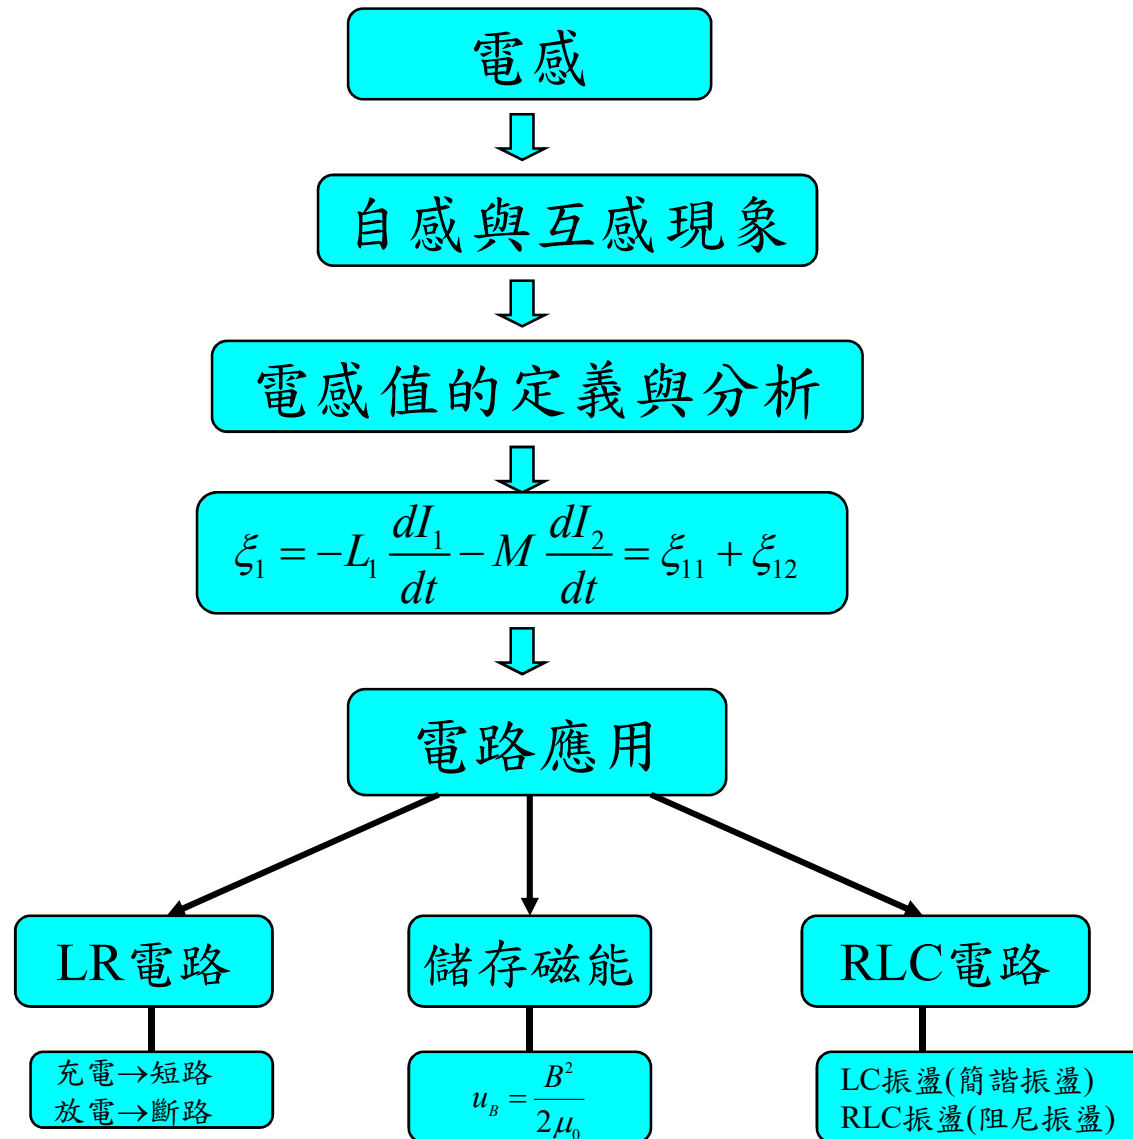 電感
自感與互感現象
電感值的定義與分析
ξ₁ = −L₁ dI₁/dt − M dI₂/dt = ξ₁₁ + ξ₁₂
電路應用
LR電路
儲存磁能
RLC電路
充電→短路
放電→斷路
u_B = B²/2μ₀
LC振盪(簡諧振盪)
RLC振盪(阻尼振盪)